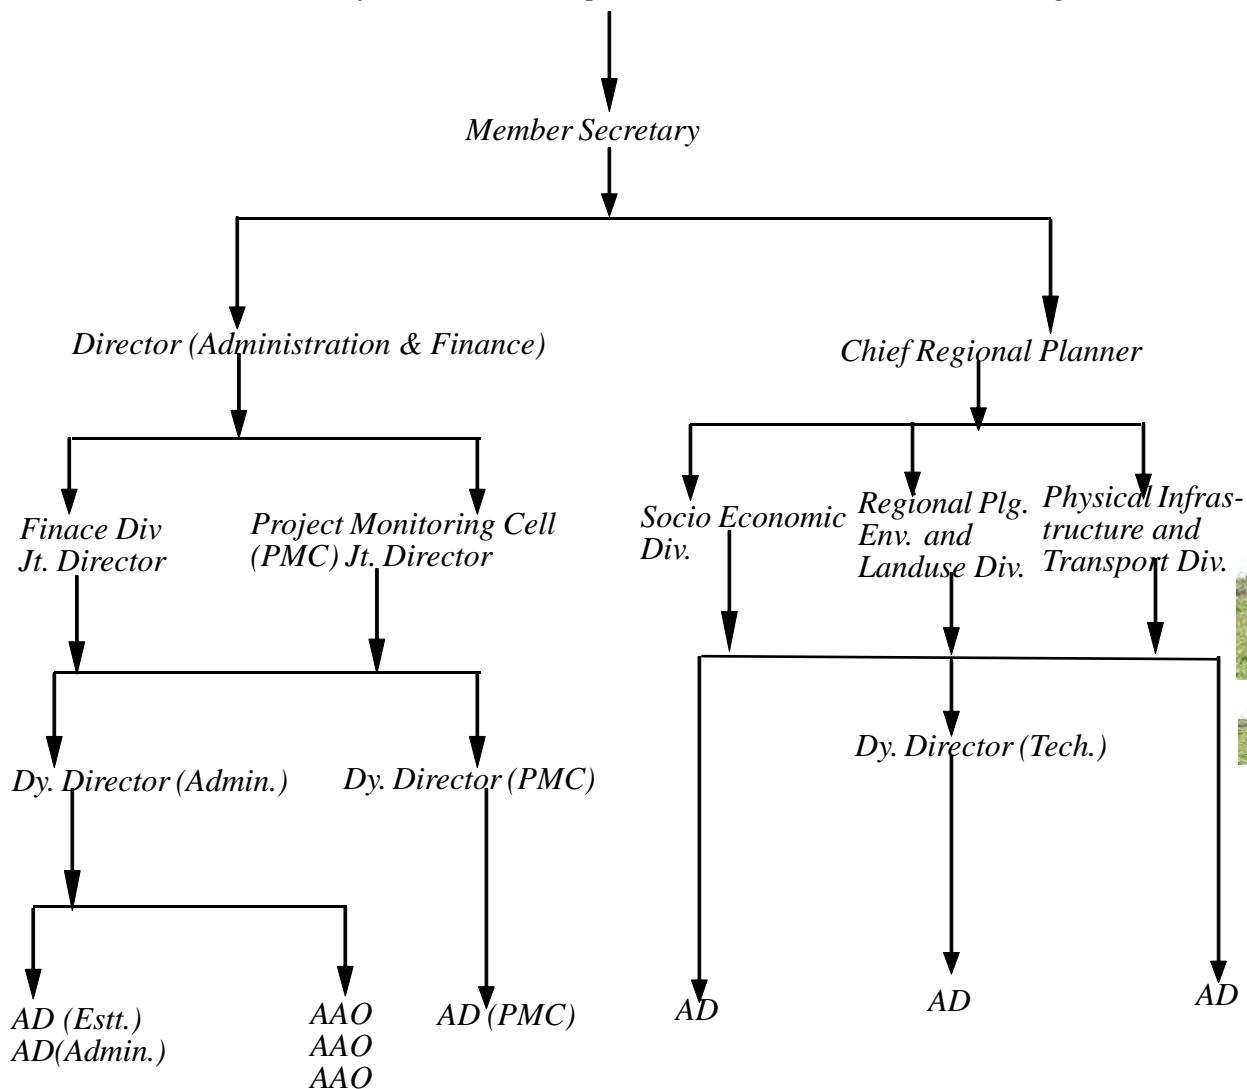 Member Secretary
Director (Administration & Finance)
Chief Regional Planner
Finace Div
Jt. Director
Project Monitoring Cell
(PMC) Jt. Director
Socio Economic
Div.
Regional Plg.
Env. and
Landuse Div.
Physical Infras-
tructure and
Transport Div.
Dy. Director (Admin.)
Dy. Director (PMC)
Dy. Director (Tech.)
AD (Estt.)
AD(Admin.)
AAO
AAO
AAO
AD (PMC)
AD
AD
AD